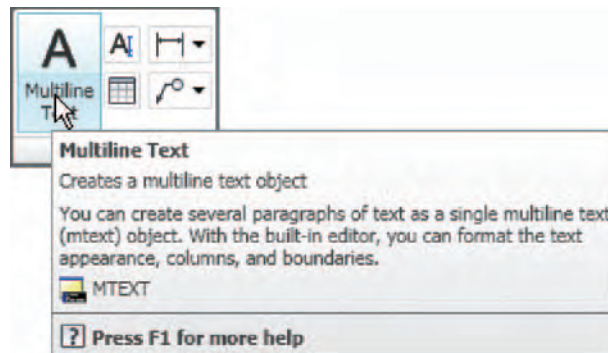 A
AI
Multiline
Text
Multiline Text
Creates a multiline text object
You can create several paragraphs of text as a single multiline text
(mtext) object. With the built-in editor, you can format the text
appearance, columns, and boundaries.
MTEXT
? Press F1 for more help